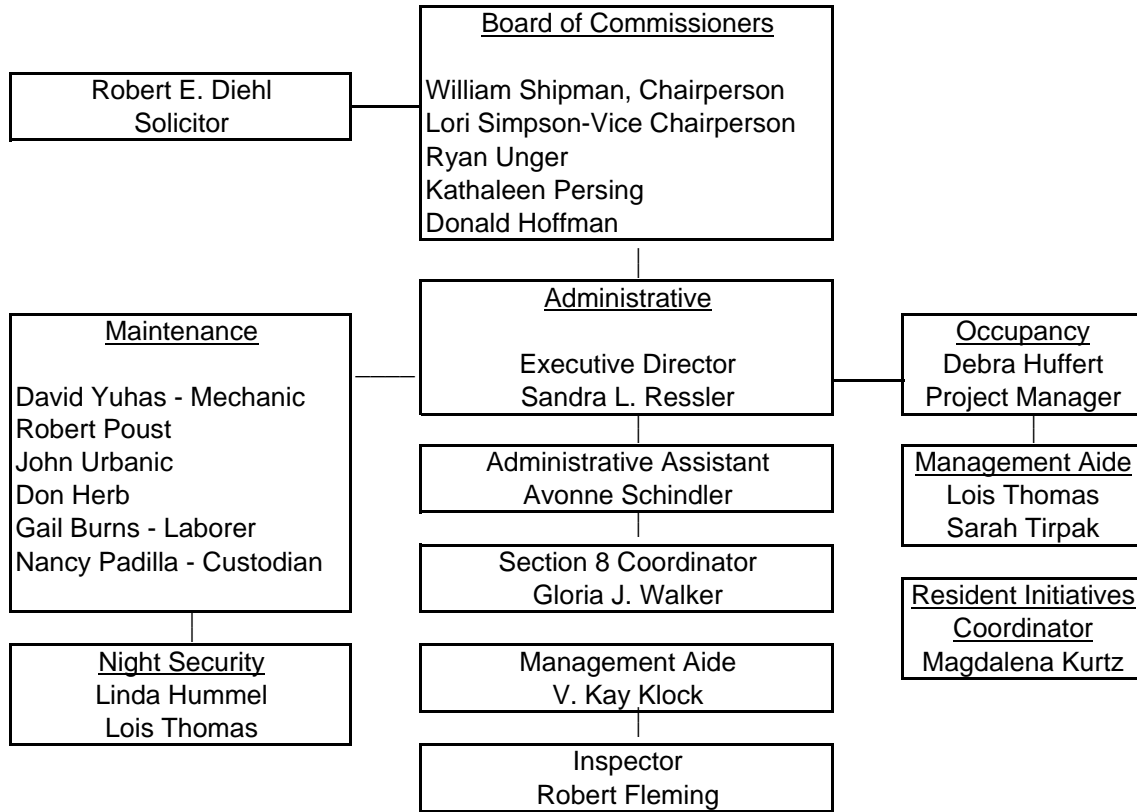 Board of Commissioners
William Shipman, Chairperson
Lori Simpson-Vice Chairperson
Ryan Unger
Kathaleen Persing
Donald Hoffman
Robert E. Diehl
Solicitor
Administrative
Executive Director
Sandra L. Ressler
Maintenance
David Yuhas - Mechanic
Robert Poust
John Urbanic
Don Herb
Gail Burns - Laborer
Nancy Padilla - Custodian
Occupancy
Debra Huffert
Project Manager
Administrative Assistant
Avonne Schindler
Management Aide
Lois Thomas
Sarah Tirpak
Section 8 Coordinator
Gloria J. Walker
Resident Initiatives
Coordinator
Magdalena Kurtz
Night Security
Linda Hummel
Lois Thomas
Management Aide
V. Kay Klock
Inspector
Robert Fleming